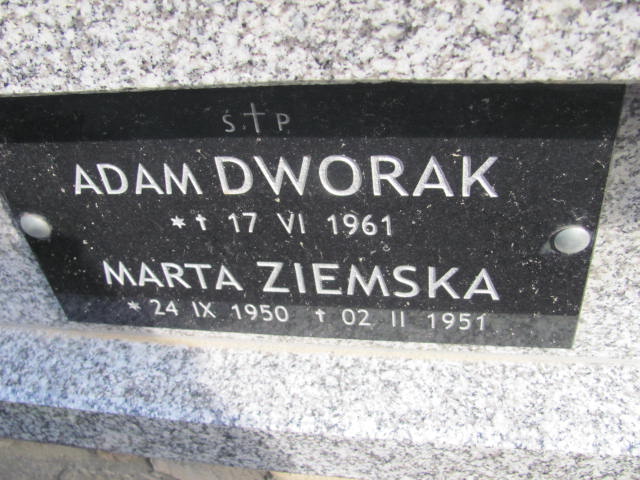 Ś.†P.
ADAM DWORAK
*† 17 VI 1961
MARTA ZIEMSKA
* 24 IX 1950 † 02 II 1951